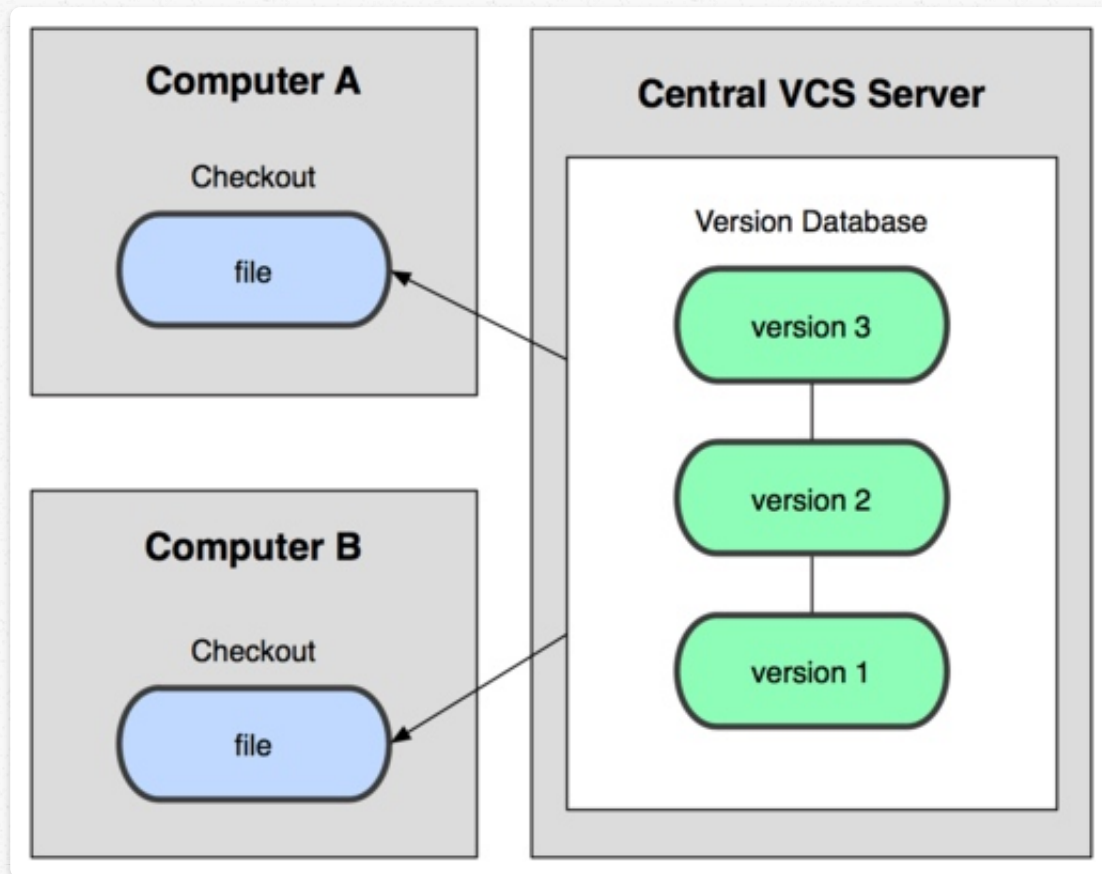 Computer A
Checkout
file
Computer B
Checkout
file
Central VCS Server
Version Database
version 3
version 2
version 1